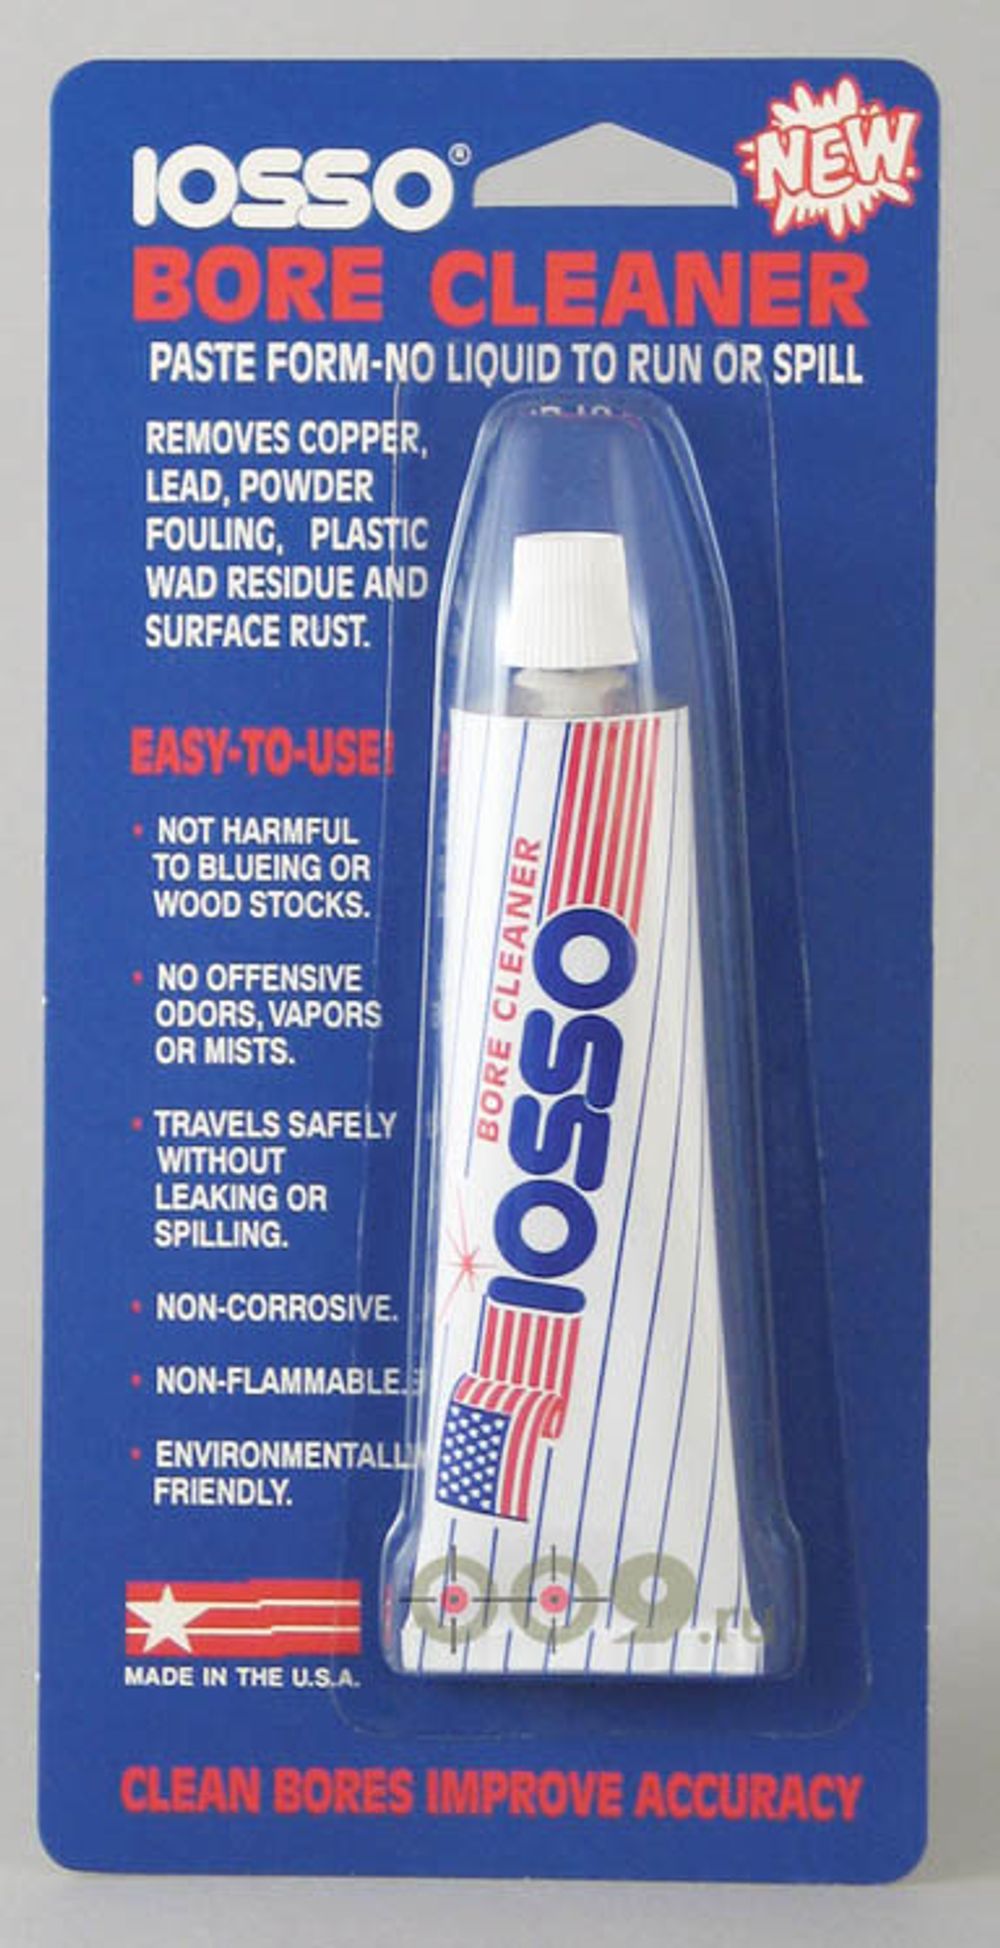 IOSSO®
NEW
BORE CLEANER
PASTE FORM-NO LIQUID TO RUN OR SPILL
REMOVES COPPER,
LEAD, POWDER
FOULING, PLASTIC
WAD RESIDUE AND
SURFACE RUST.
EASY-TO-USE!
• NOT HARMFUL
TO BLUEING OR
WOOD STOCKS.
• NO OFFENSIVE
ODORS, VAPORS
OR MISTS.
• TRAVELS SAFELY
WITHOUT
LEAKING OR
SPILLING.
• NON-CORROSIVE.
• NON-FLAMMABLE.
• ENVIRONMENTALLY
FRIENDLY.
MADE IN THE U.S.A.
BORE CLEANER
IOSSO
009.ru
CLEAN BORES IMPROVE ACCURACY